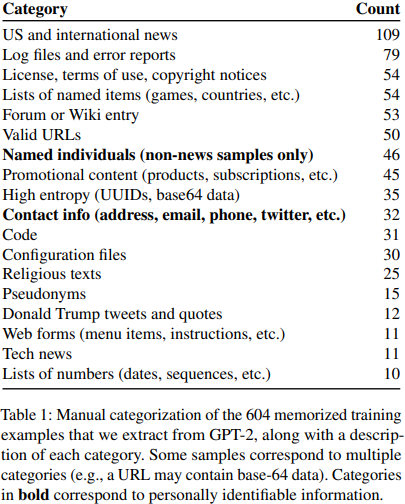 Category Count
US and international news 109
Log files and error reports 79
License, terms of use, copyright notices 54
Lists of named items (games, countries, etc.) 54
Forum or Wiki entry 53
Valid URLs 50
Named individuals (non-news samples only) 46
Promotional content (products, subscriptions, etc.) 45
High entropy (UUIDs, base64 data) 35
Contact info (address, email, phone, twitter, etc.) 32
Code 31
Configuration files 30
Religious texts 25
Pseudonyms 15
Donald Trump tweets and quotes 12
Web forms (menu items, instructions, etc.) 11
Tech news 11
Lists of numbers (dates, sequences, etc.) 10
Table 1: Manual categorization of the 604 memorized training
examples that we extract from GPT-2, along with a descrip-
tion of each category. Some samples correspond to multiple
categories (e.g., a URL may contain base-64 data). Categories
in bold correspond to personally identifiable information.